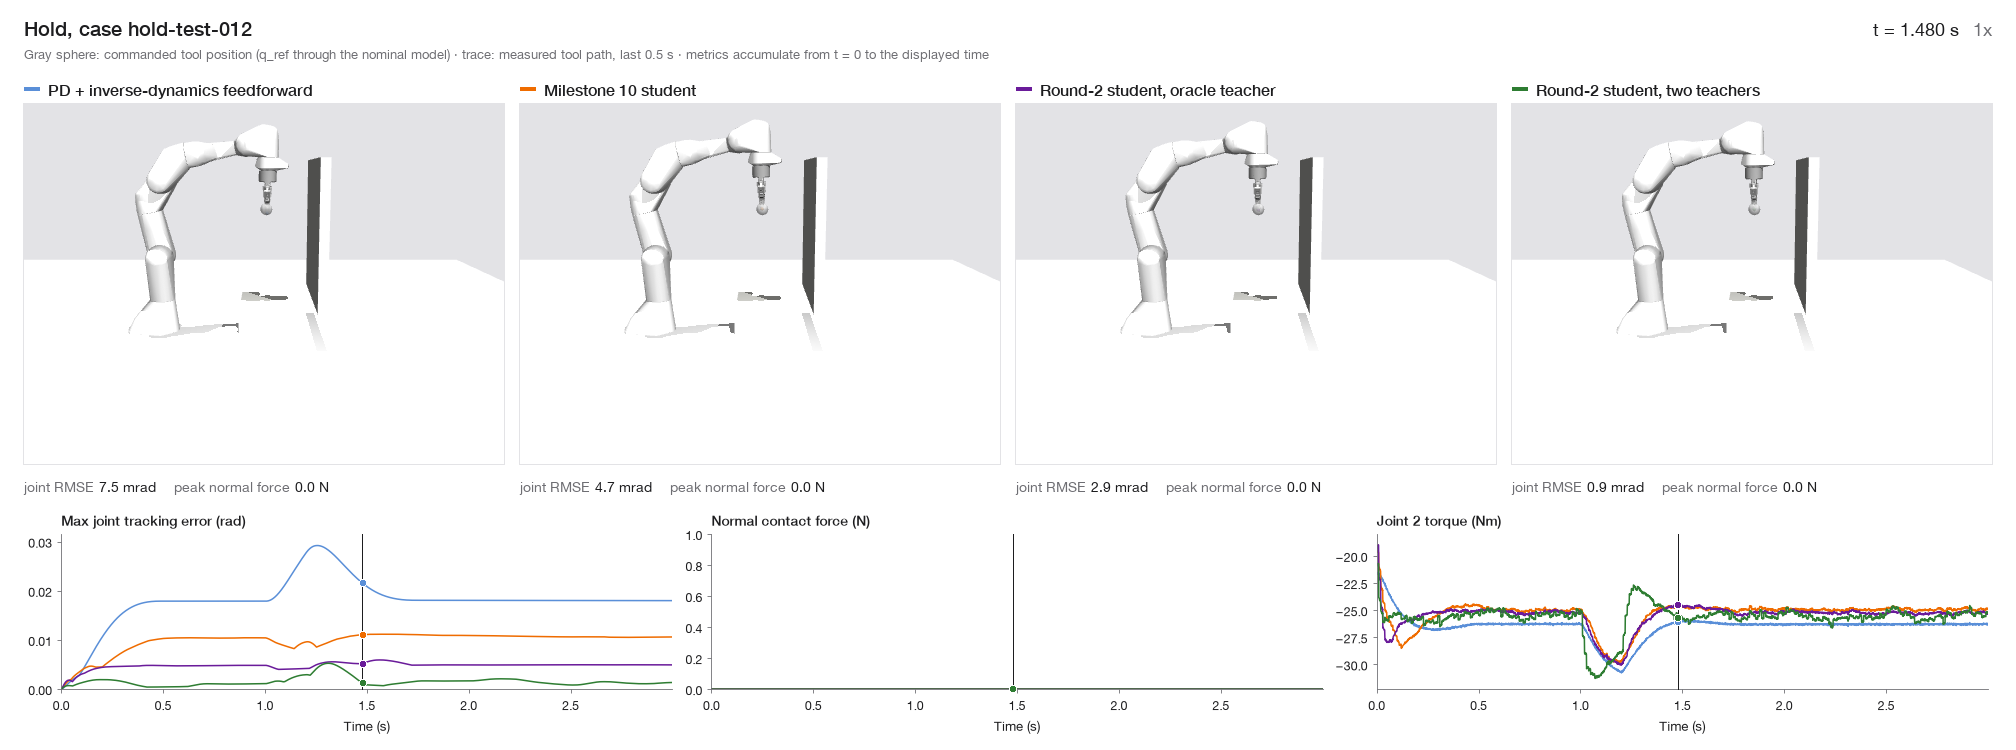 Hold, case hold-test-012
t = 1.480 s 1x
Gray sphere: commanded tool position (q_ref through the nominal model) · trace: measured tool path, last 0.5 s · metrics accumulate from t = 0 to the displayed time
PD + inverse-dynamics feedforward
Milestone 10 student
Round-2 student, oracle teacher
Round-2 student, two teachers
joint RMSE 7.5 mrad peak normal force 0.0 N
joint RMSE 4.7 mrad peak normal force 0.0 N
joint RMSE 2.9 mrad peak normal force 0.0 N
joint RMSE 0.9 mrad peak normal force 0.0 N
Max joint tracking error (rad)
0.03
0.02
0.01
0.00
0.0 0.5 1.0 1.5 2.0 2.5
Time (s)
Normal contact force (N)
1.0
0.8
0.6
0.4
0.2
0.0
0.0 0.5 1.0 1.5 2.0 2.5
Time (s)
Joint 2 torque (Nm)
−20.0
−22.5
−25.0
−27.5
−30.0
0.0 0.5 1.0 1.5 2.0 2.5
Time (s)